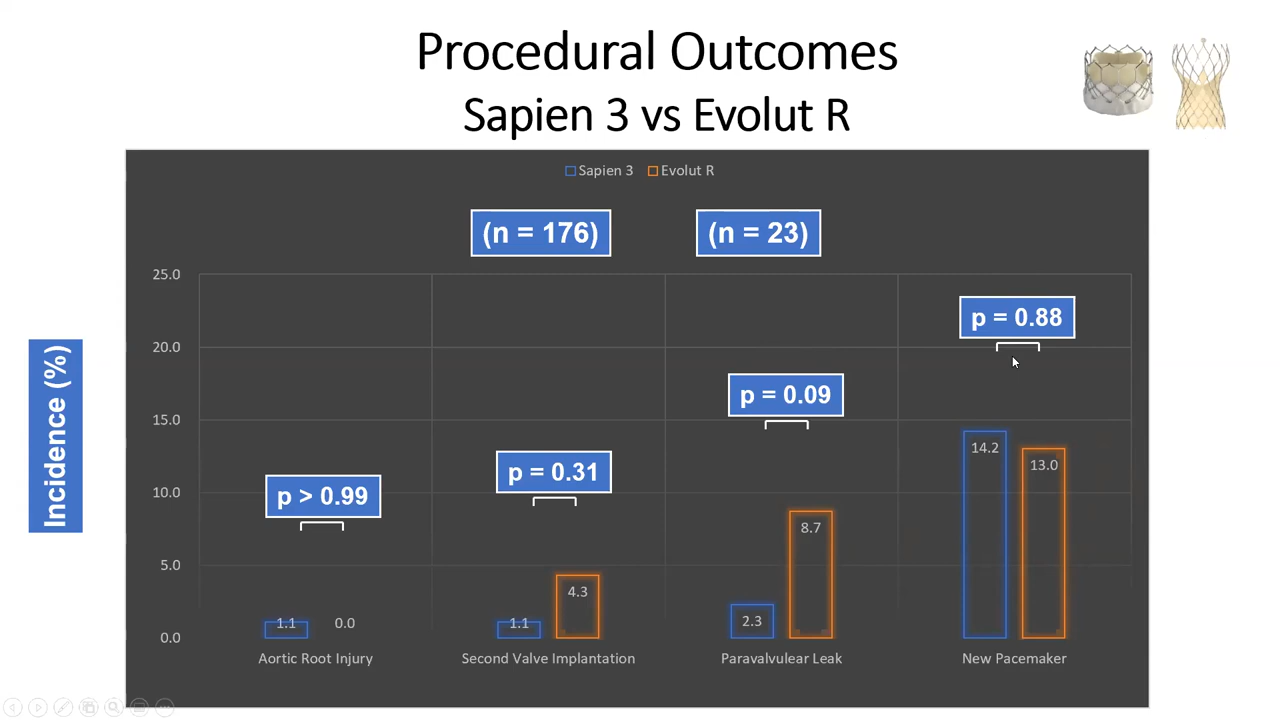 Procedural Outcomes
Sapien 3 vs Evolut R
Sapien 3 Evolut R
(n = 176) (n = 23)
Incidence (%)
25.0
20.0
15.0
10.0
5.0
0.0
p > 0.99
p = 0.31
p = 0.09
p = 0.88
1.1 0.0
1.1 4.3
2.3 8.7
14.2 13.0
Aortic Root Injury Second Valve Implantation Paravalvulear Leak New Pacemaker